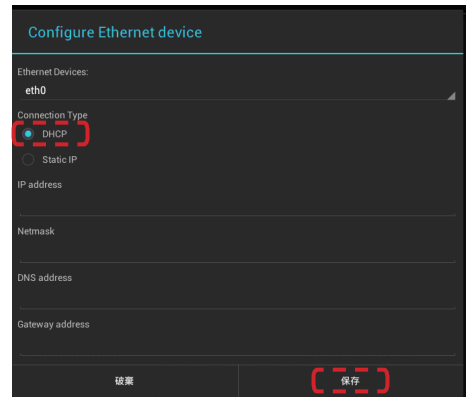 Configure Ethernet device
Ethernet Devices:
eth0
Connection Type
DHCP
Static IP
IP address
Netmask
DNS address
Gateway address
破棄
保存